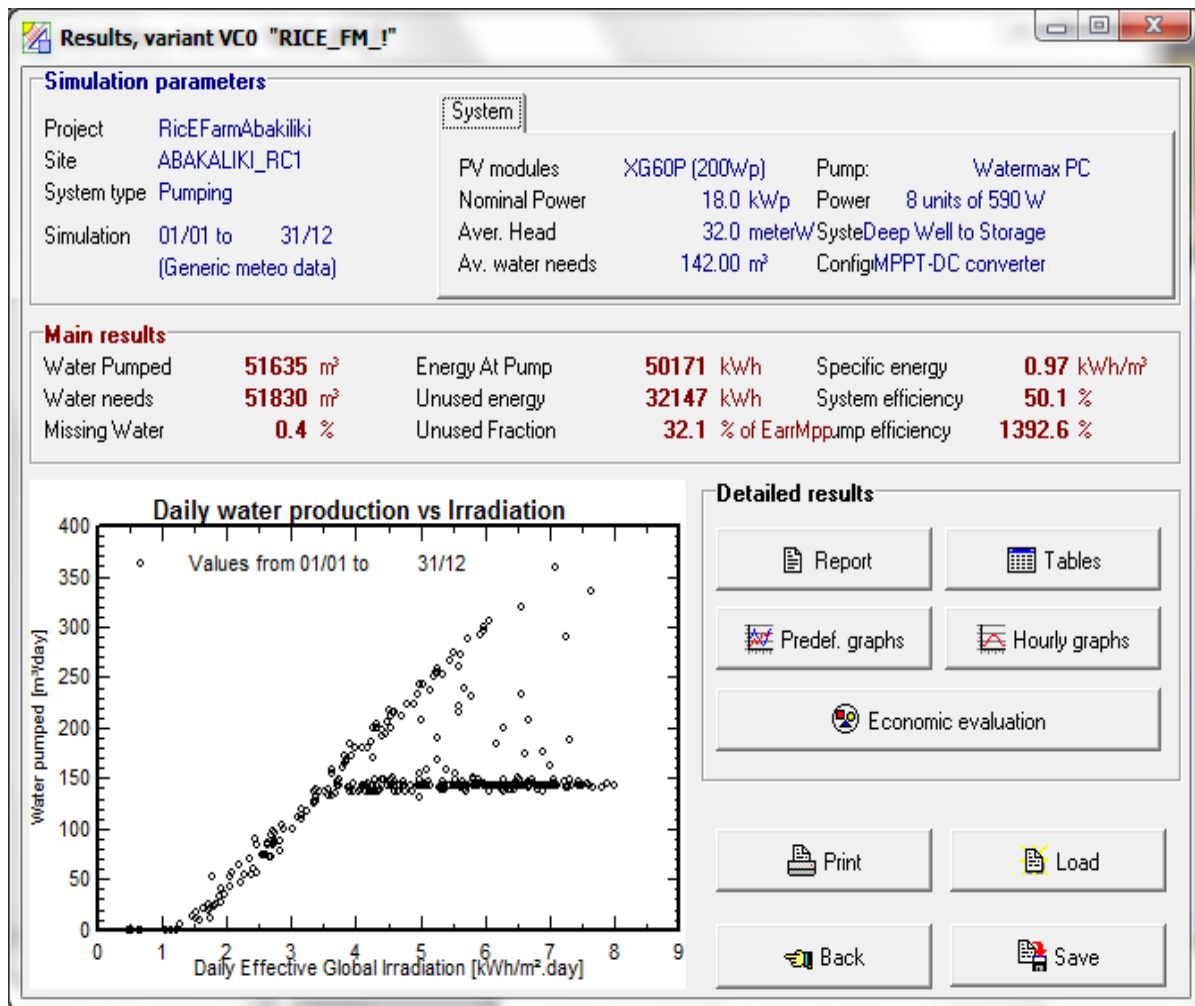 Results, variant VC0 "RICE_FM_!"
Simulation parameters
Project RicEFarmAbakiliki
Site ABAKALIKI_RC1
System type Pumping
Simulation 01/01 to 31/12
(Generic meteo data)
System
PV modules XG60P (200Wp) Pump: Watermax PC
Nominal Power 18.0 kWp Power 8 units of 590 W
Aver. Head 32.0 meterW SysteDeep Well to Storage
Av. water needs 142.00 m³ ConfiguMPPT-DC converter
Main results
Water Pumped 51635 m³ Energy At Pump 50171 kWh Specific energy 0.97 kWh/m³
Water needs 51830 m³ Unused energy 32147 kWh System efficiency 50.1 %
Missing Water 0.4 % Unused Fraction 32.1 % of EarrMppump efficiency 1392.6 %
Daily water production vs Irradiation
Values from 01/01 to 31/12
Water pumped [m³/day]
400
350
300
250
200
150
100
50
0
0 1 2 3 4 5 6 7 8 9
Daily Effective Global Irradiation [kWh/m².day]
Detailed results
Report Tables
Predef. graphs Hourly graphs
Economic evaluation
Print Load
Back Save